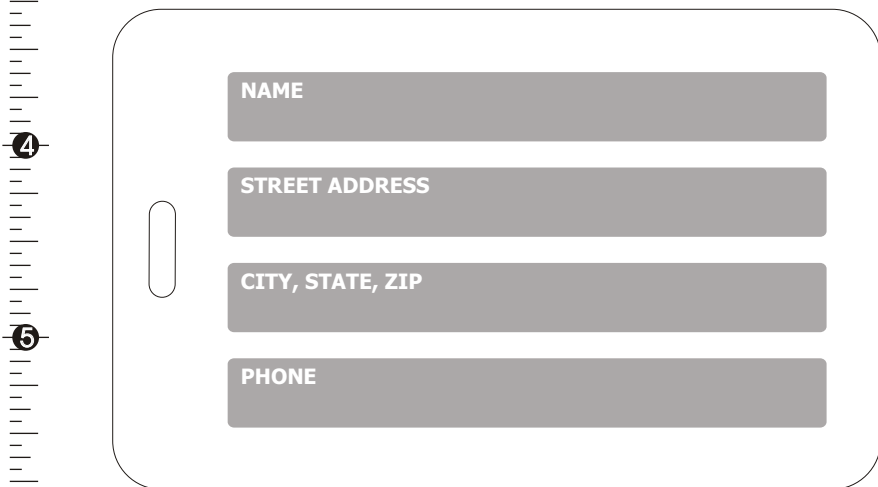 NAME
4
STREET ADDRESS
CITY, STATE, ZIP
5
PHONE